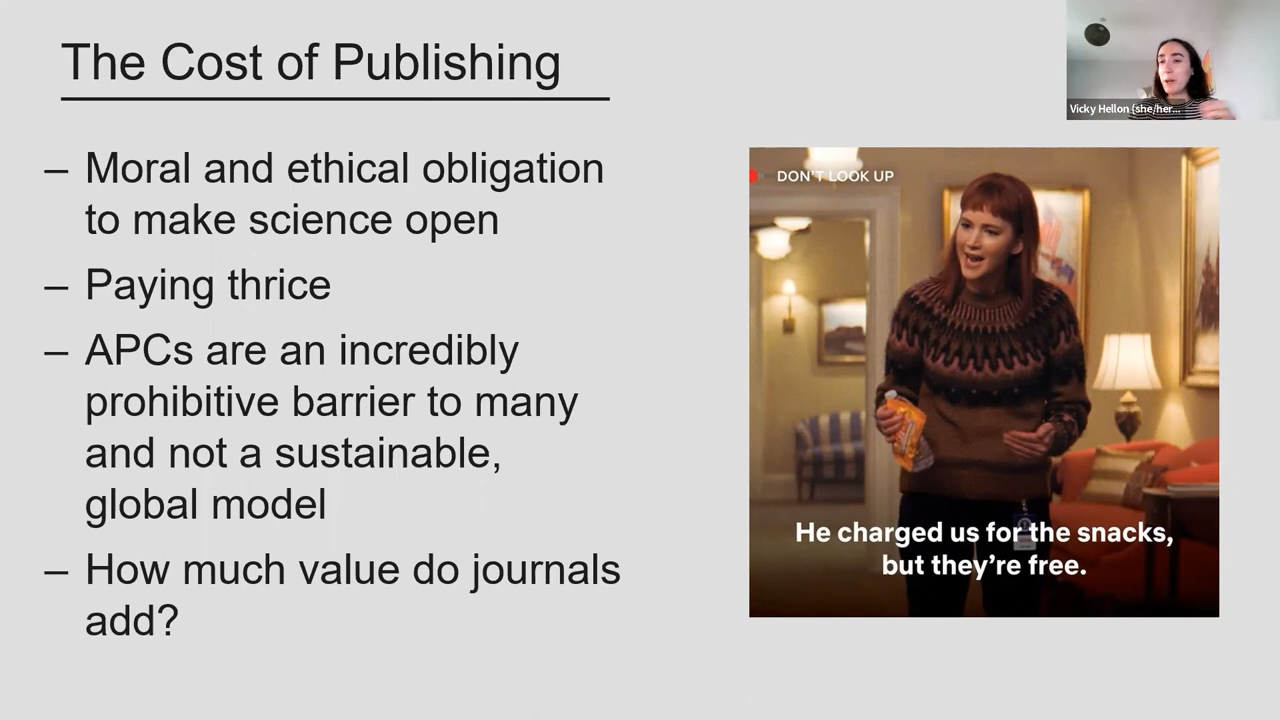 The Cost of Publishing
– Moral and ethical obligation
to make science open
– Paying thrice
– APCs are an incredibly
prohibitive barrier to many
and not a sustainable,
global model
– How much value do journals
add?
Vicky Hellon (she/her...
DON'T LOOK UP
He charged us for the snacks,
but they're free.